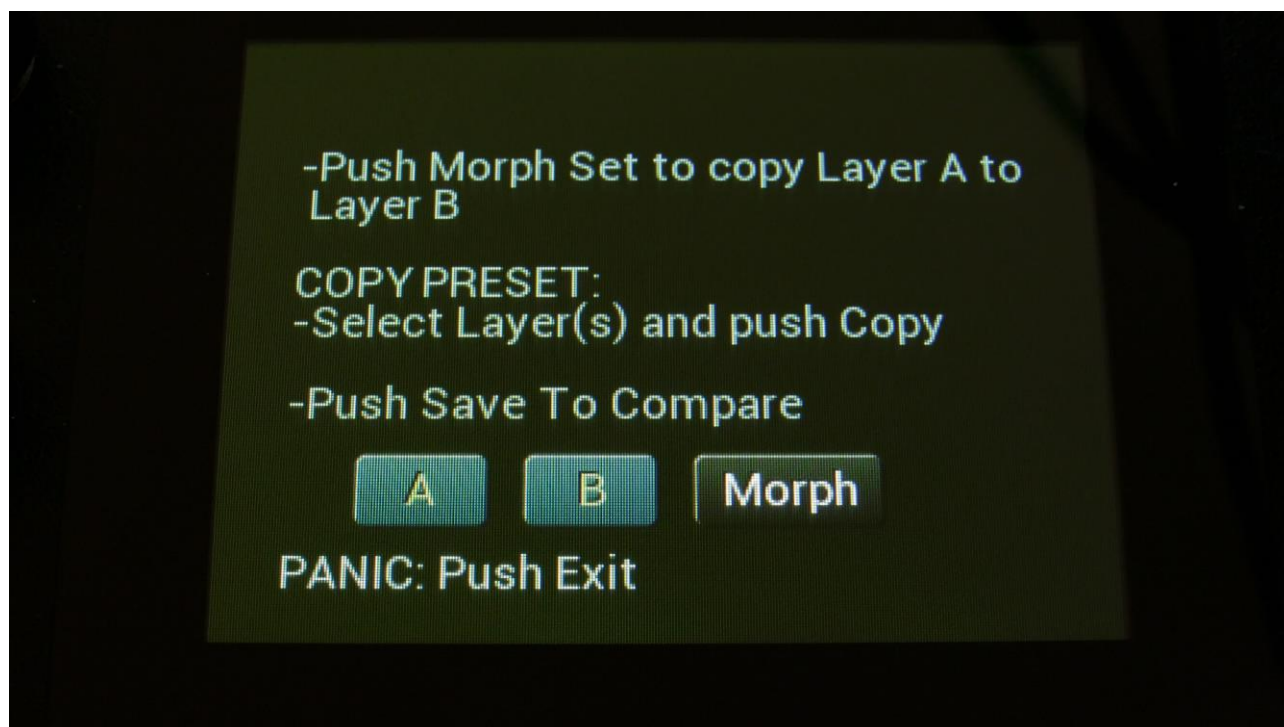 -Push Morph Set to copy Layer A to
Layer B
COPY PRESET:
-Select Layer(s) and push Copy
-Push Save To Compare
A B Morph
PANIC: Push Exit